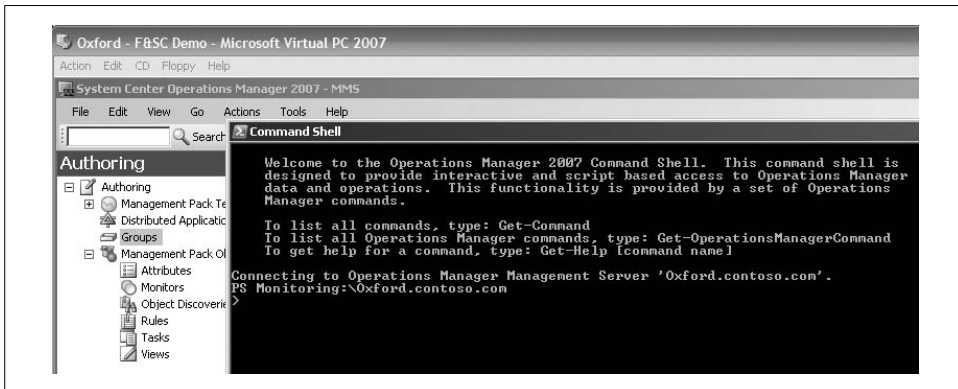 Oxford - F&SC Demo - Microsoft Virtual PC 2007
Action Edit CD Floppy Help
System Center Operations Manager 2007 - MMS
File Edit View Go Actions Tools Help
Search
Command Shell
Authoring
Authoring
Management Pack Te
Distributed Applicatic
Groups
Management Pack Ol
Attributes
Monitors
Object Discoverie
Rules
Tasks
Views
Welcome to the Operations Manager 2007 Command Shell. This command shell is
designed to provide interactive and script based access to Operations Manager
data and operations. This functionality is provided by a set of Operations
Manager commands.
To list all commands, type: Get-Command
To list all Operations Manager commands, type: Get-OperationsManagerCommand
To get help for a command, type: Get-Help [command name]
Connecting to Operations Manager Management Server 'Oxford.contoso.com'.
PS Monitoring:\Oxford.contoso.com
>